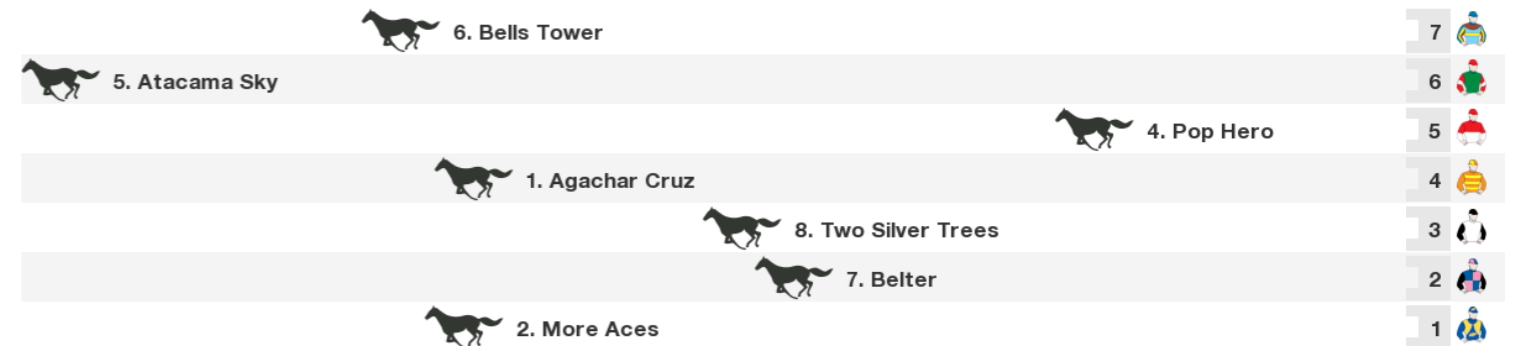 6. Bells Tower 7
5. Atacama Sky 6
4. Pop Hero 5
1. Agachar Cruz 4
8. Two Silver Trees 3
7. Belter 2
2. More Aces 1